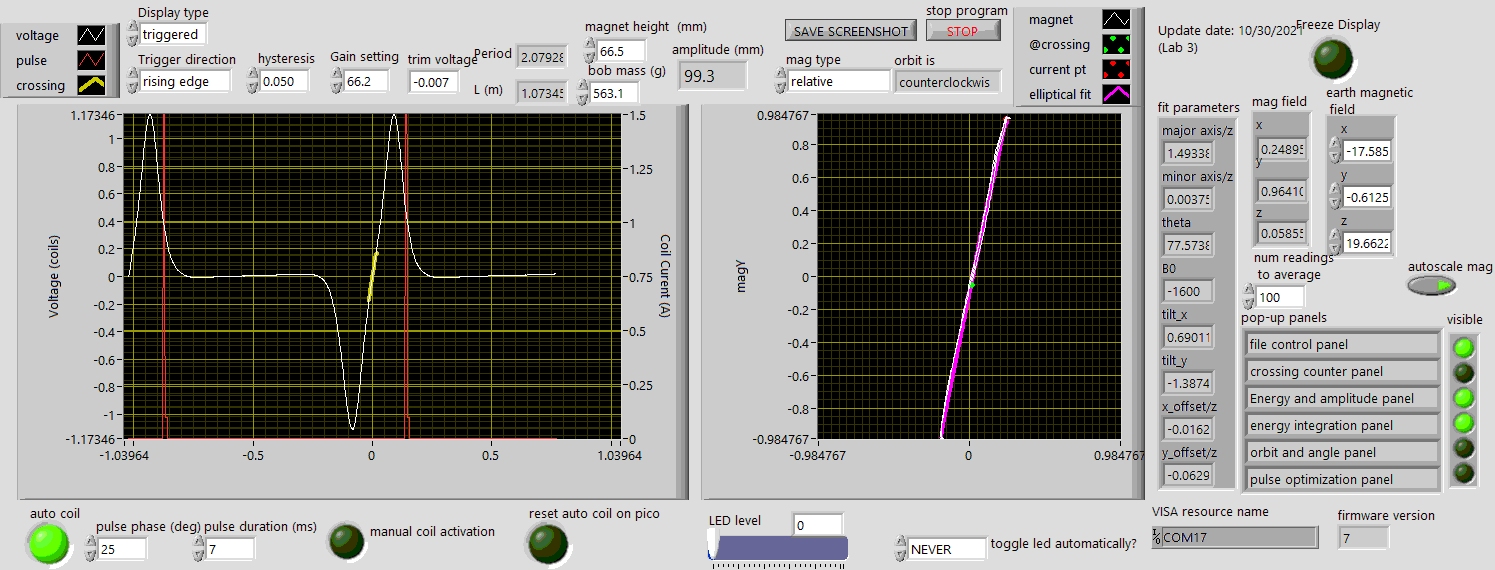 voltage
pulse
crossing
Display type
triggered
Trigger direction
rising edge
hysteresis
0.050
Gain setting
66.2
trim voltage
-0.007
Period
2.07928
L (m)
1.07345
magnet height (mm)
66.5
bob mass (g)
563.1
amplitude (mm)
99.3
SAVE SCREENSHOT
stop program
STOP
mag type
relative
orbit is
counterclockwis
magnet
@crossing
current pt
elliptical fit
Update date: 10/30/2021
(Lab 3)
Freeze Display
Voltage (coils)
1.17346
1
0.8
0.6
0.4
0.2
0
-0.2
-0.4
-0.6
-0.8
-1
-1.17346
-1.03964
-0.5
0
0.5
1.03964
1.5
1.25
1
0.75
0.5
0.25
0
Coil Curent (A)
magY
0.984767
0.8
0.6
0.4
0.2
0
-0.2
-0.4
-0.6
-0.8
-0.984767
-0.984767
0
0.984767
fit parameters
major axis/z
1.49338
minor axis/z
0.00375
theta
77.5738
B0
-1600
tilt_x
0.69011
tilt_y
-1.3874
x_offset/z
-0.0162
y_offset/z
-0.0629
mag field
x
0.24895
y
0.96410
z
0.05855
earth magnetic
field
x
-17.585
y
-0.6125
z
19.6622
num readings
to average
100
autoscale mag
pop-up panels
visible
file control panel
crossing counter panel
Energy and amplitude panel
energy integration panel
orbit and angle panel
pulse optimization panel
auto coil
pulse phase (deg)
25
pulse duration (ms)
7
manual coil activation
reset auto coil on pico
LED level
0
NEVER
toggle led automatically?
VISA resource name
COM17
firmware version
7